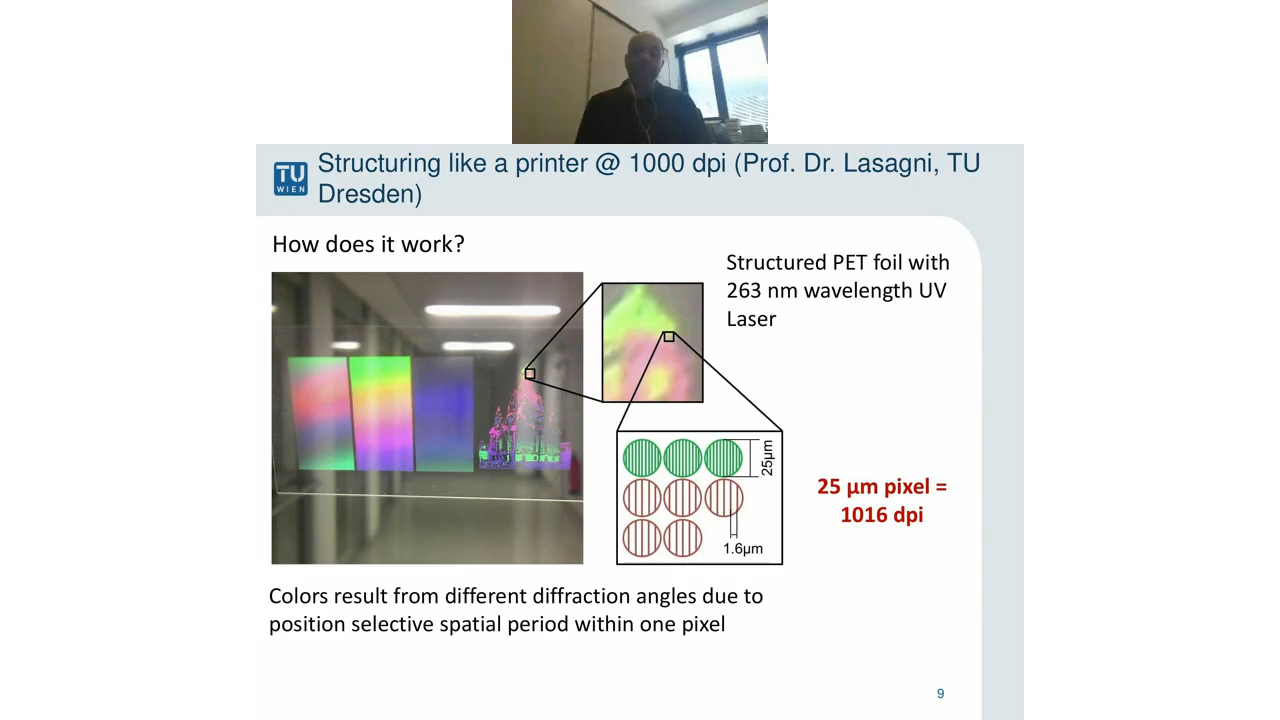 Structuring like a printer @ 1000 dpi (Prof. Dr. Lasagni, TU
Dresden)
TU
WIEN
How does it work?
Structured PET foil with
263 nm wavelength UV
Laser
25µm
1.6µm
25 µm pixel =
1016 dpi
Colors result from different diffraction angles due to
position selective spatial period within one pixel
9